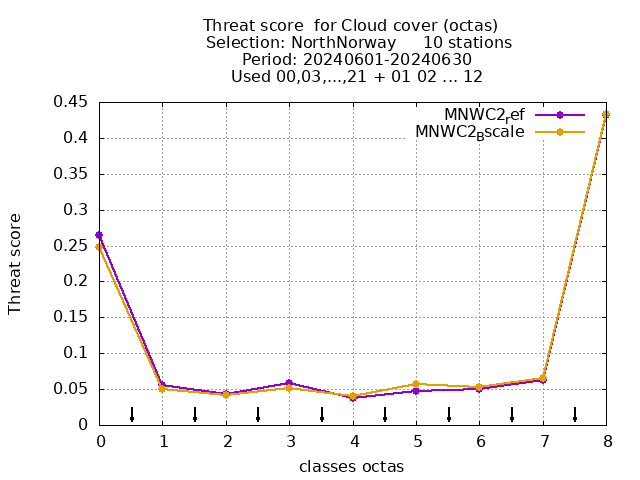 Threat score  for Cloud cover (octas)
Selection: NorthNorway     10 stations
Period: 20240601-20240630
Used 00,03,...,21 + 01 02 ... 12
MNWC2ref
MNWC2Bscale
0.45
0.4
0.35
0.3
0.25
0.2
0.15
0.1
0.05
0
Threat score
0 1 2 3 4 5 6 7 8
classes octas